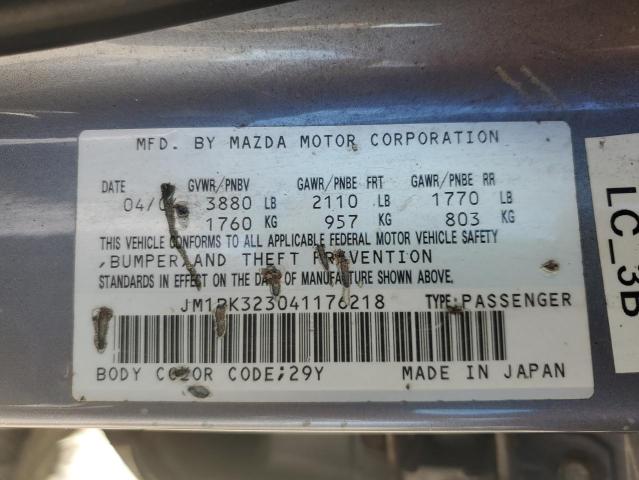 MFD. BY MAZDA MOTOR CORPORATION
DATE GVWR/PNBV GAWR/PNBE FRT GAWR/PNBE RR
3880 LB 2110 LB 1770 LB
1760 KG 957 KG 803 KG
THIS VEHICLE CONFORMS TO ALL APPLICABLE FEDERAL MOTOR VEHICLE SAFETY
,BUMPER, AND THEFT PREVENTION
STANDARDS IN EFFECT ON THE DATE OF MANUFACTURE SHOWN ABOVE.
TYPE:PASSENGER
BODY COLOR CODE:29Y MADE IN JAPAN
LC_3B